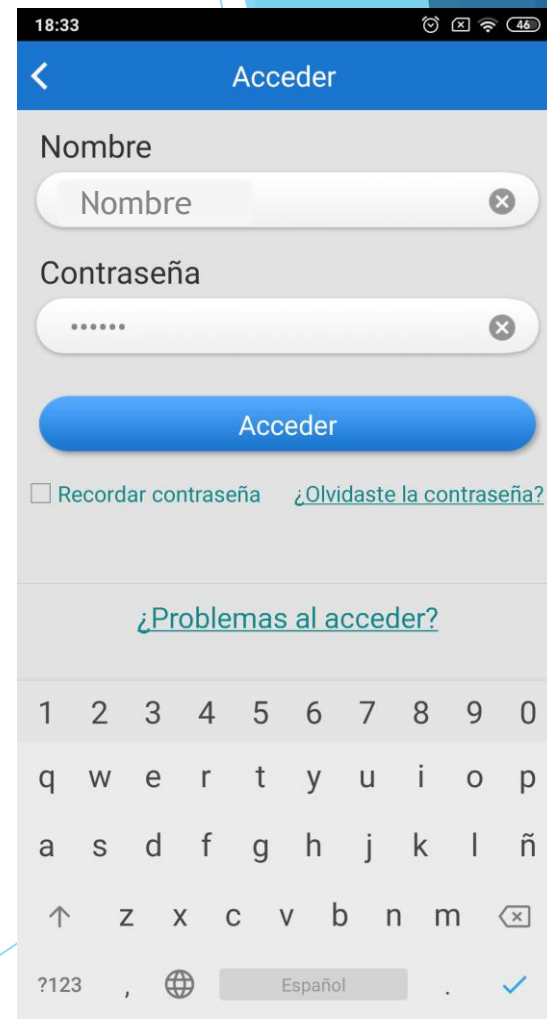 18:33
46
Acceder
Nombre
Nombre
Contraseña
••••••
Acceder
Recordar contraseña ¿Olvidaste la contraseña?
¿Problemas al acceder?
1 2 3 4 5 6 7 8 9 0
q w e r t y u i o p
a s d f g h j k l ñ
z x c v b n m
?123 , Español .